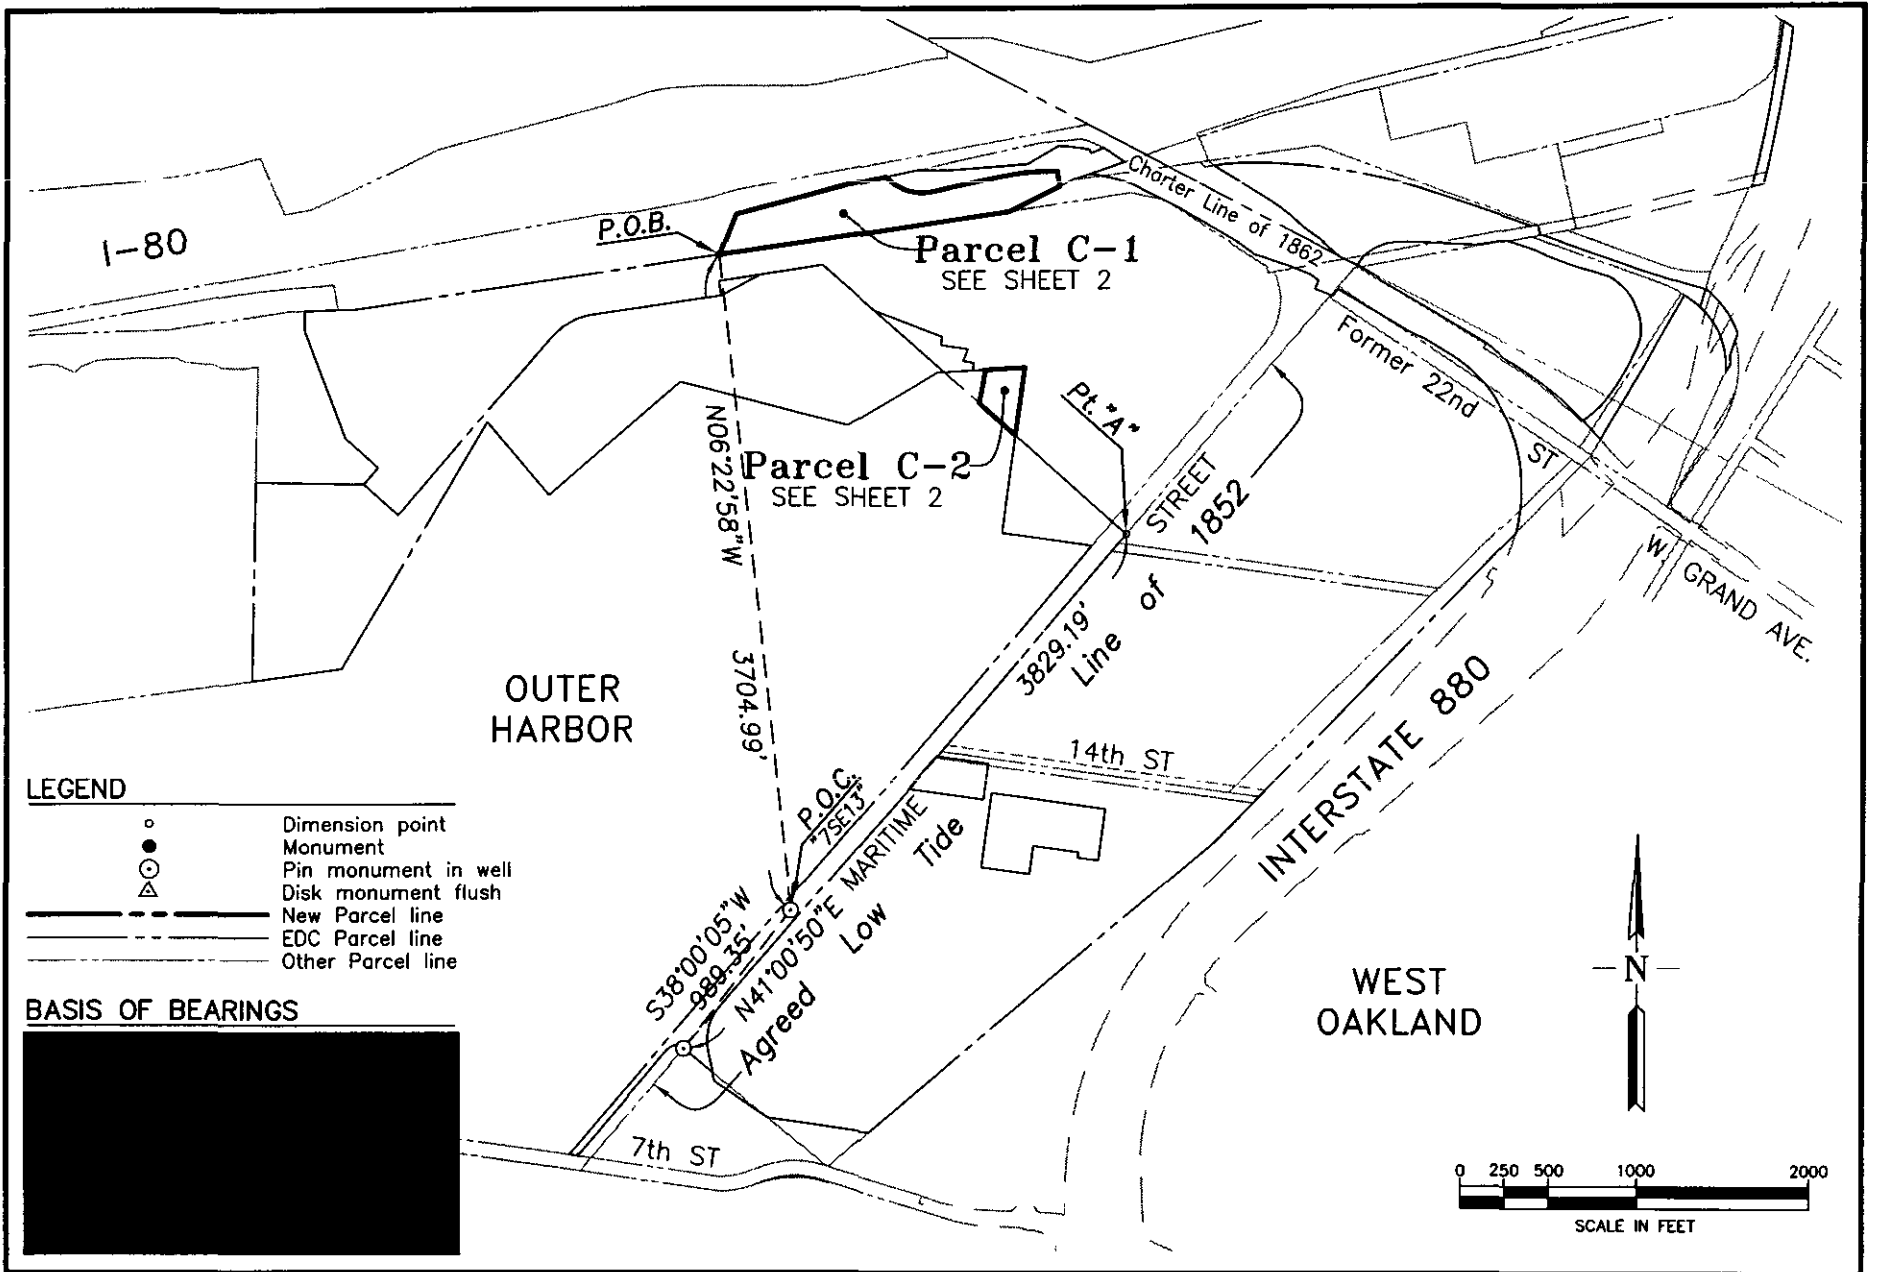 I-80
P.O.B.
Parcel C-1
SEE SHEET 2
Charter Line of 1862
Former 22nd
ST
W. GRAND AVE.
Pt. "A"
Parcel C-2
SEE SHEET 2
N06°22'58"W
3704.99'
STREET
1852
Line of
3829.19'
OUTER
HARBOR
14th ST
INTERSTATE 880
P.O.C.
"7SE13"
MARITIME
Tide
Low
Agreed
S38°00'05"W
989.35'
N41°00'50"E
7th ST
WEST
OAKLAND
N
LEGEND
Dimension point
Monument
Pin monument in well
Disk monument flush
New Parcel line
EDC Parcel line
Other Parcel line
BASIS OF BEARINGS
0 250 500 1000 2000
SCALE IN FEET